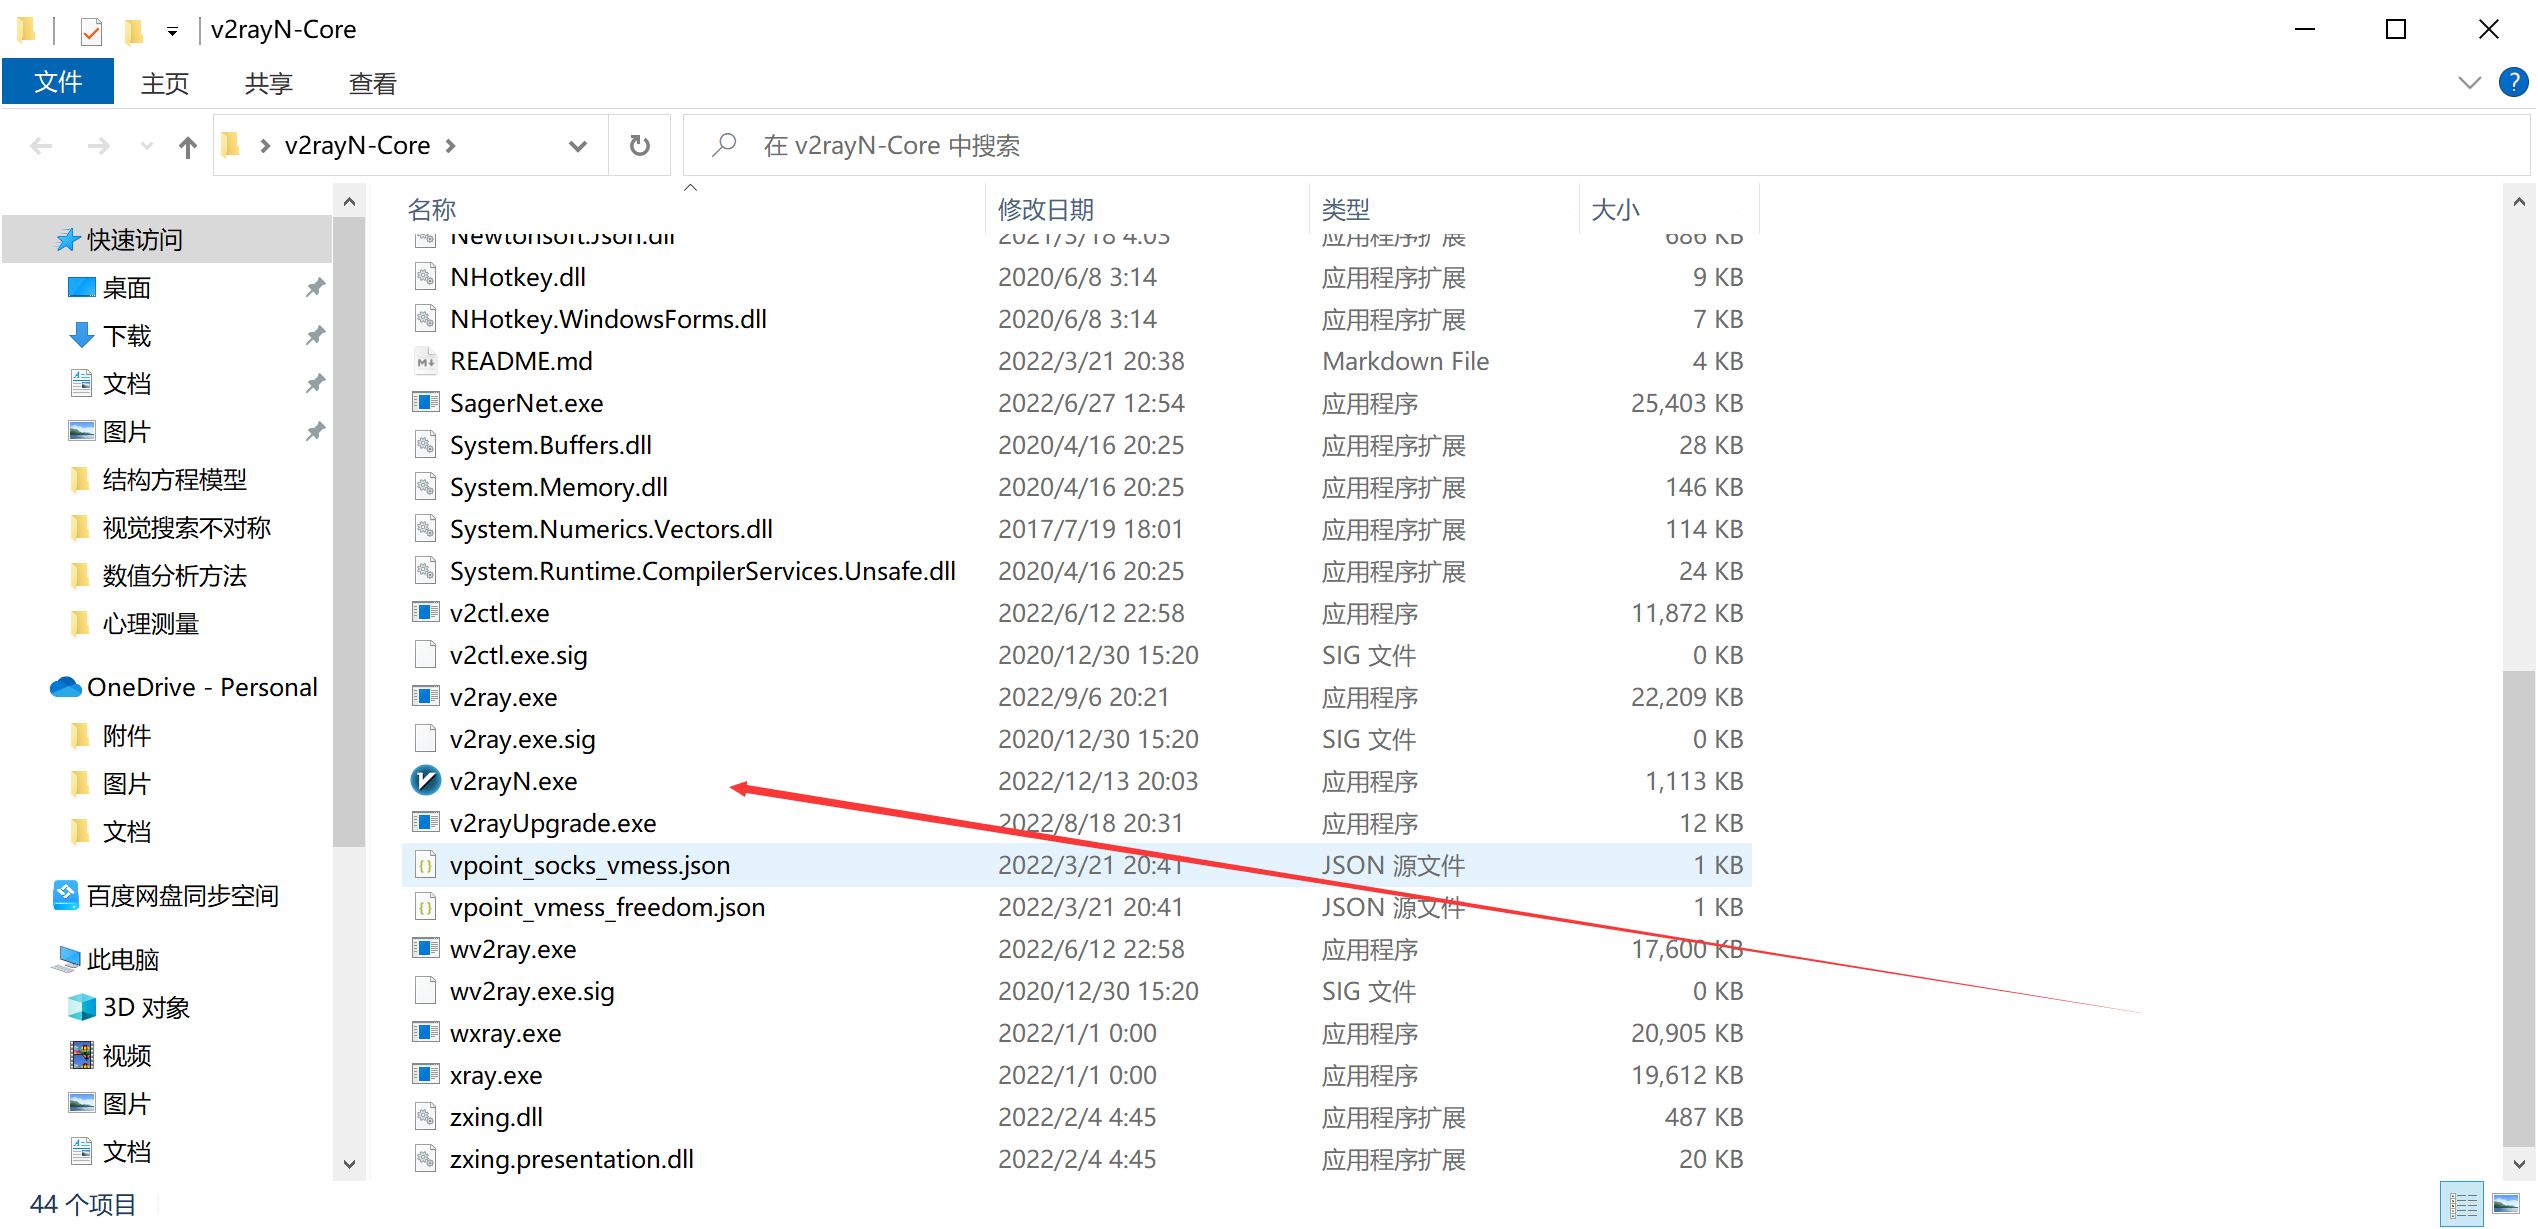 v2rayN-Core
文件 主页 共享 查看
v2rayN-Core 在 v2rayN-Core 中搜索
名称 修改日期 类型 大小
Newtonsoft.Json.dll 2021/3/18 4:03 应用程序扩展 686 KB
NHotkey.dll 2020/6/8 3:14 应用程序扩展 9 KB
NHotkey.WindowsForms.dll 2020/6/8 3:14 应用程序扩展 7 KB
README.md 2022/3/21 20:38 Markdown File 4 KB
SagerNet.exe 2022/6/27 12:54 应用程序 25,403 KB
System.Buffers.dll 2020/4/16 20:25 应用程序扩展 28 KB
System.Memory.dll 2020/4/16 20:25 应用程序扩展 146 KB
System.Numerics.Vectors.dll 2017/7/19 18:01 应用程序扩展 114 KB
System.Runtime.CompilerServices.Unsafe.dll 2020/4/16 20:25 应用程序扩展 24 KB
v2ctl.exe 2022/6/12 22:58 应用程序 11,872 KB
v2ctl.exe.sig 2020/12/30 15:20 SIG 文件 0 KB
v2ray.exe 2022/9/6 20:21 应用程序 22,209 KB
v2ray.exe.sig 2020/12/30 15:20 SIG 文件 0 KB
v2rayN.exe 2022/12/13 20:03 应用程序 1,113 KB
v2rayUpgrade.exe 2022/8/18 20:31 应用程序 12 KB
vpoint_socks_vmess.json 2022/3/21 20:41 JSON 源文件 1 KB
vpoint_vmess_freedom.json 2022/3/21 20:41 JSON 源文件 1 KB
wv2ray.exe 2022/6/12 22:58 应用程序 17,600 KB
wv2ray.exe.sig 2020/12/30 15:20 SIG 文件 0 KB
wxray.exe 2022/1/1 0:00 应用程序 20,905 KB
xray.exe 2022/1/1 0:00 应用程序 19,612 KB
zxing.dll 2022/2/4 4:45 应用程序扩展 487 KB
zxing.presentation.dll 2022/2/4 4:45 应用程序扩展 20 KB
快速访问
桌面
下载
文档
图片
结构方程模型
视觉搜索不对称
数值分析方法
心理测量
OneDrive - Personal
附件
图片
文档
百度网盘同步空间
此电脑
3D 对象
视频
图片
文档
44 个项目